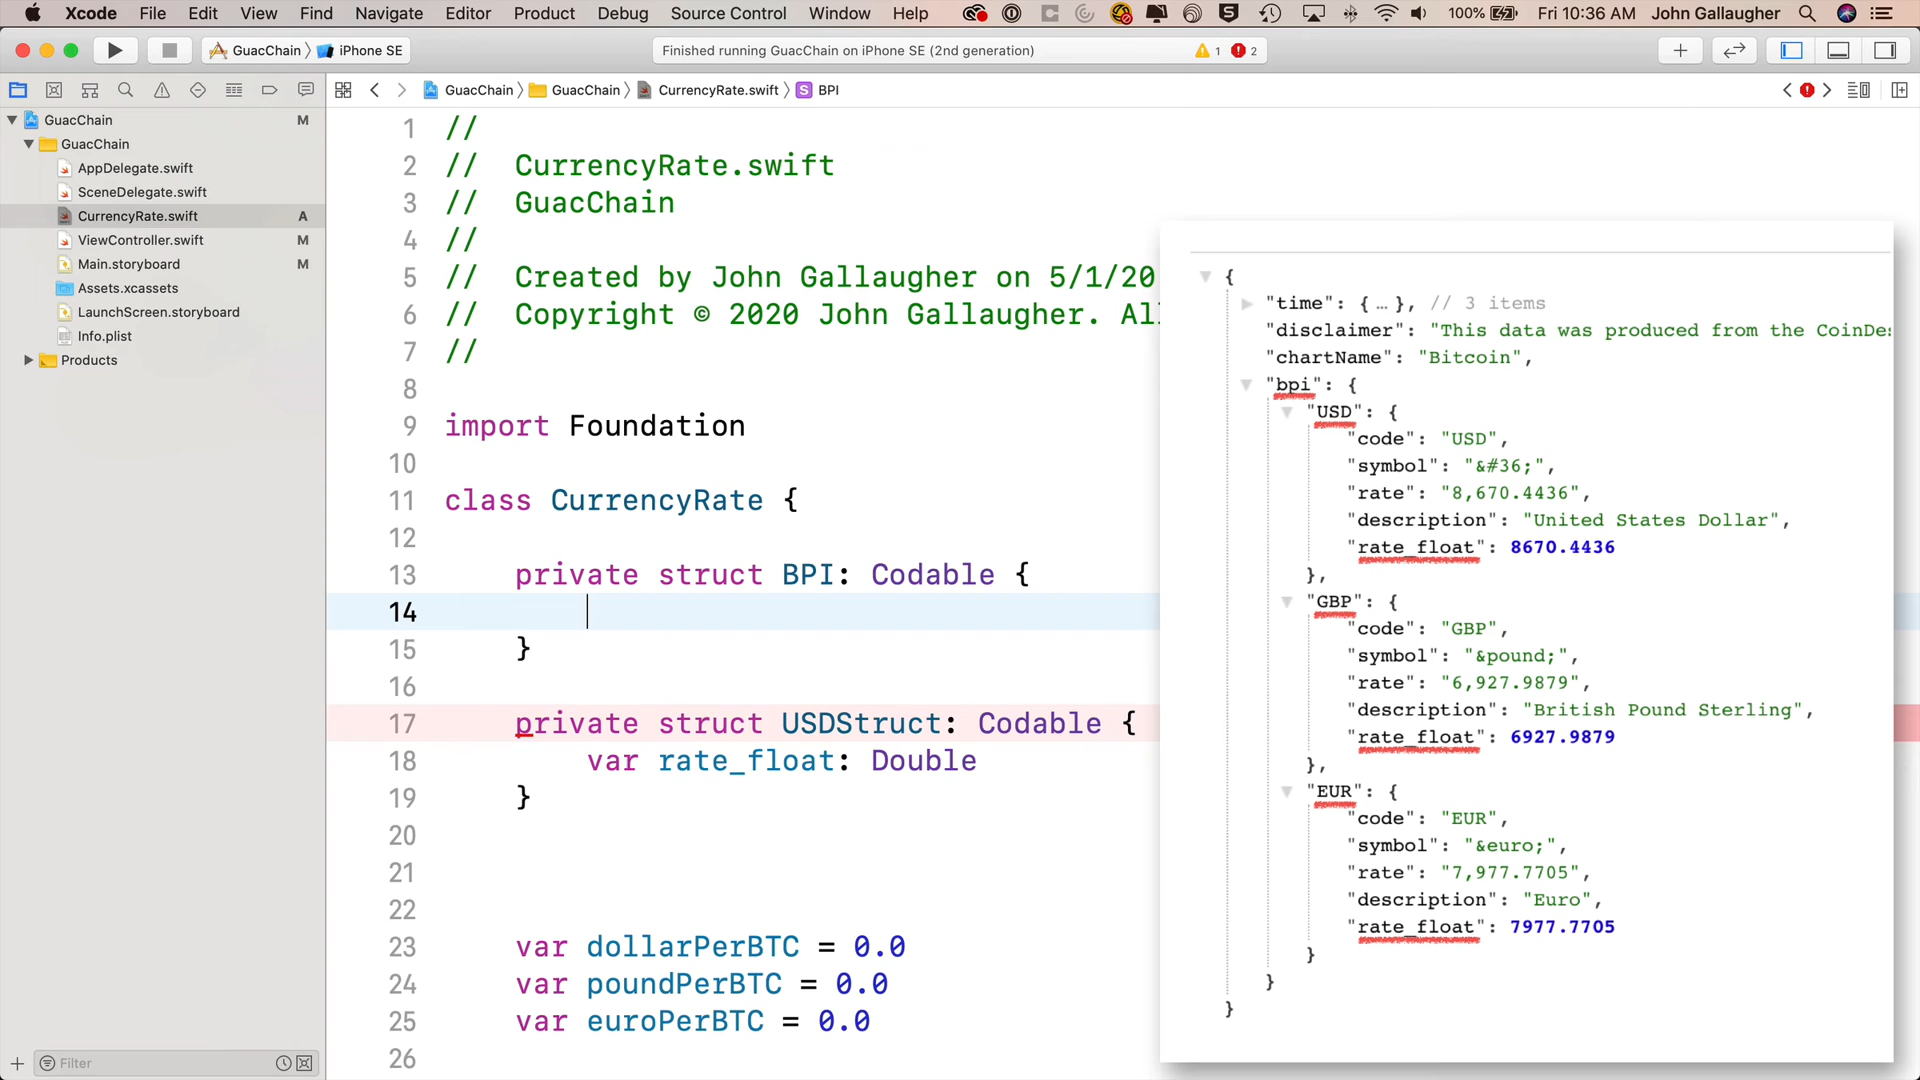 Xcode File Edit View Find Navigate Editor Product Debug Source Control Window Help 100% Fri 10:36 AM John Gallaugher
GuacChain iPhone SE Finished running GuacChain on iPhone SE (2nd generation) 1 2
GuacChain GuacChain CurrencyRate.swift S BPI
GuacChain M
GuacChain
AppDelegate.swift
SceneDelegate.swift
CurrencyRate.swift A
ViewController.swift M
Main.storyboard M
Assets.xcassets
LaunchScreen.storyboard
Info.plist
Products
Filter
1 //
2 // CurrencyRate.swift
3 // GuacChain
4 //
5 // Created by John Gallaugher on 5/1/20
6 // Copyright © 2020 John Gallaugher. Al
7 //
8
9 import Foundation
10
11 class CurrencyRate {
12
13 private struct BPI: Codable {
14
15 }
16
17 private struct USDStruct: Codable {
18 var rate_float: Double
19 }
20
21
22
23 var dollarPerBTC = 0.0
24 var poundPerBTC = 0.0
25 var euroPerBTC = 0.0
26
{
"time": { … }, // 3 items
"disclaimer": "This data was produced from the CoinDes
"chartName": "Bitcoin",
"bpi": {
"USD": {
"code": "USD",
"symbol": "&#36;",
"rate": "8,670.4436",
"description": "United States Dollar",
"rate_float": 8670.4436
},
"GBP": {
"code": "GBP",
"symbol": "&pound;",
"rate": "6,927.9879",
"description": "British Pound Sterling",
"rate_float": 6927.9879
},
"EUR": {
"code": "EUR",
"symbol": "&euro;",
"rate": "7,977.7705",
"description": "Euro",
"rate_float": 7977.7705
}
}
}